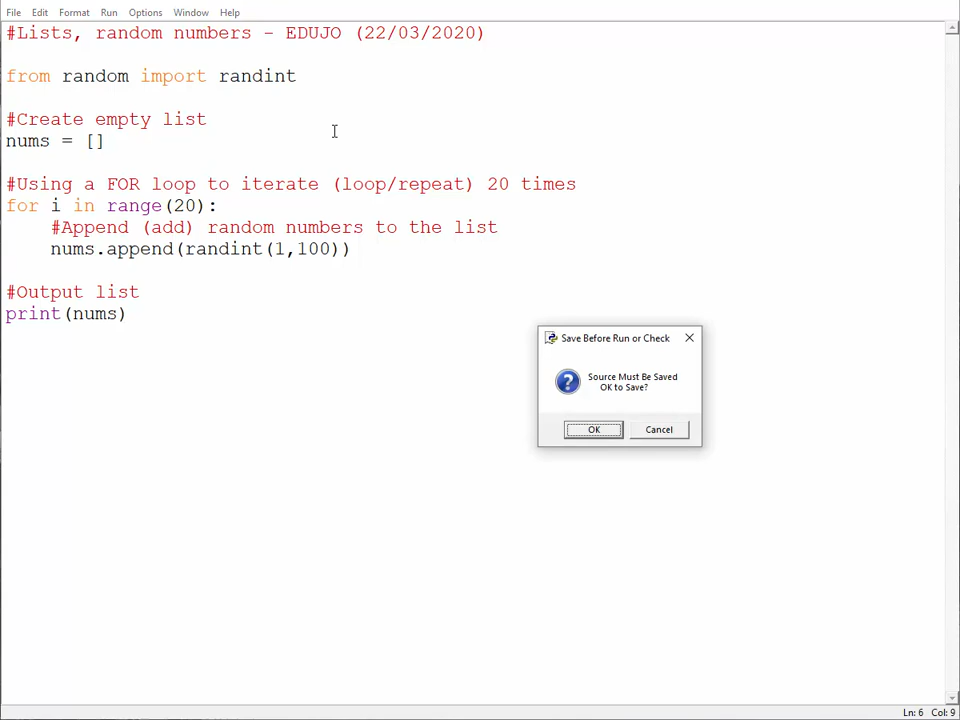 File Edit Format Run Options Window Help
#Lists, random numbers - EDUJO (22/03/2020)
from random import randint
#Create empty list
nums = []
#Using a FOR loop to iterate (loop/repeat) 20 times
for i in range(20):
    #Append (add) random numbers to the list
    nums.append(randint(1,100))
#Output list
print(nums)
Save Before Run or Check
Source Must Be Saved
OK to Save?
OK Cancel
Ln: 6 Col: 9